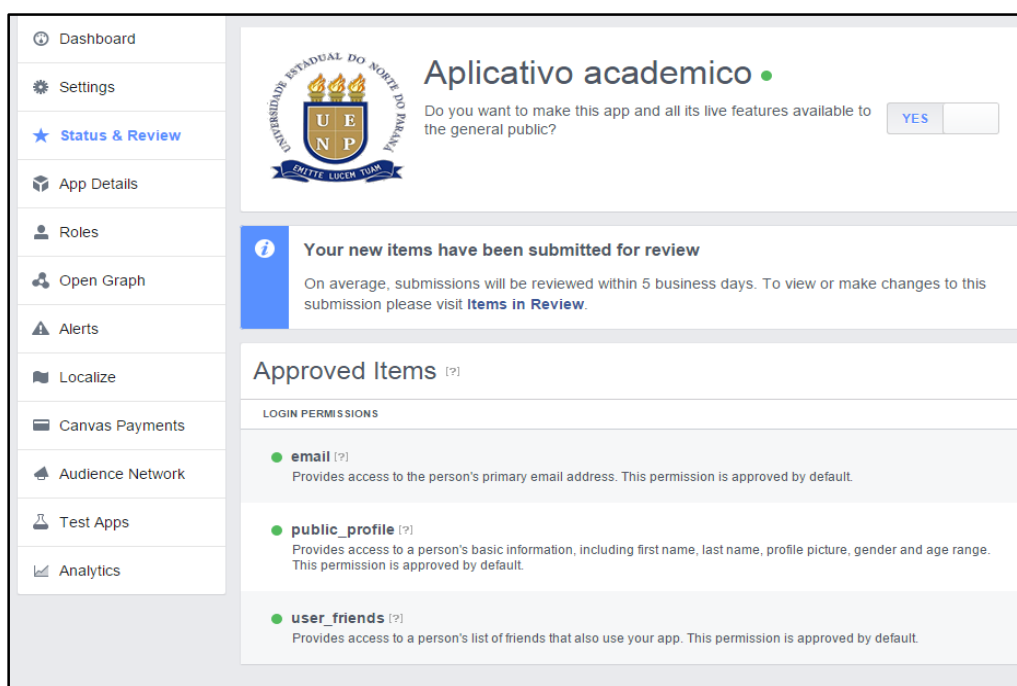 Dashboard
Settings
Status & Review
App Details
Roles
Open Graph
Alerts
Localize
Canvas Payments
Audience Network
Test Apps
Analytics
UNIVERSIDADE ESTADUAL DO NORTE DO PARANÁ
U E
N P
EMITTE LUCEM TUAM
Aplicativo academico
Do you want to make this app and all its live features available to
the general public?
YES
i
Your new items have been submitted for review
On average, submissions will be reviewed within 5 business days. To view or make changes to this
submission please visit Items in Review.
Approved Items [?]
LOGIN PERMISSIONS
email [?]
Provides access to the person's primary email address. This permission is approved by default.
public_profile [?]
Provides access to a person's basic information, including first name, last name, profile picture, gender and age range.
This permission is approved by default.
user_friends [?]
Provides access to a person's list of friends that also use your app. This permission is approved by default.